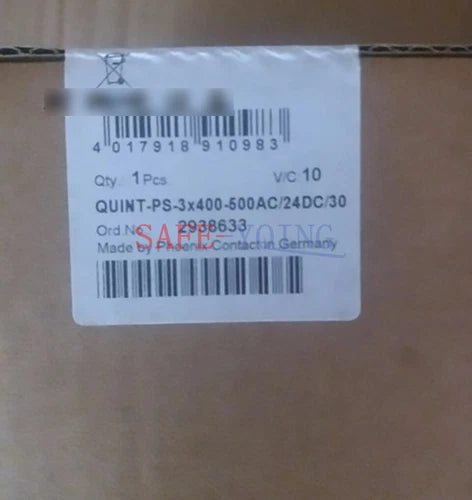 4 017918 910983
Qty.: 1 Pcs. V/C 10
QUINT-PS-3x400-500AC/24DC/30
Ord.No. 2938633
SAFE-YOING
Made by Phoenix Contact in Germany